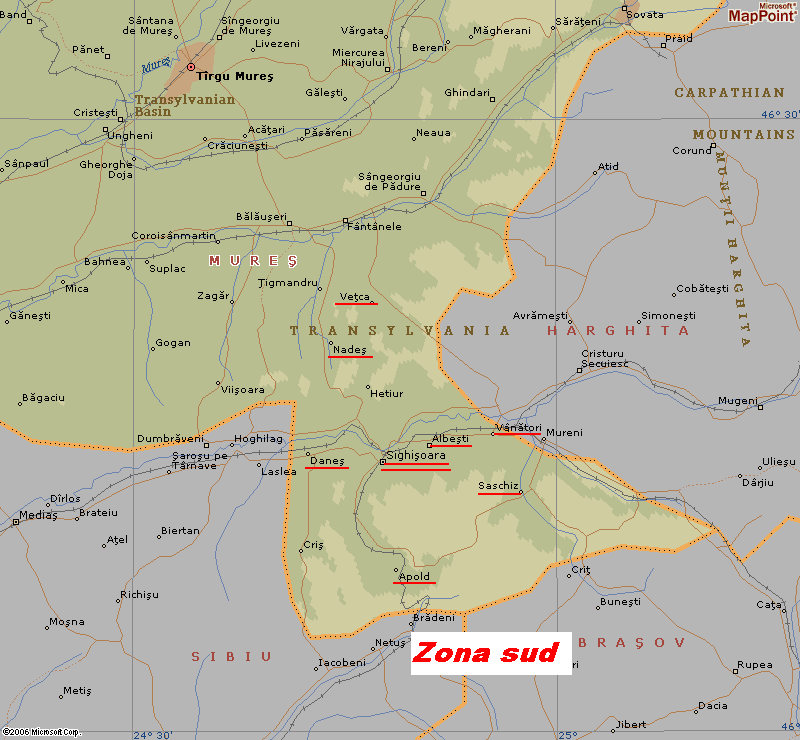 Band
Sântana
de Mureş
Sîngeorgiu
de Mureş
Vărgata
Măgherani
Sărăţeni
Sovata
Microsoft®
MapPoint®
Praid
Pănet
Livezeni
Miercurea
Nirajului
Bereni
Mureş
Tîrgu Mureş
Găleşti
Ghindari
CARPATHIAN
Transylvanian
Basin
Cristeşti
46 30
Ungheni
Acăţari
Păsăreni
Neaua
MOUNTAINS
Crăciuneşti
Corund
Sânpaul
Gheorghe
Doja
Atid
Sângeorgiu
de Pădure
MUNŢII HARGHITA
Bălăuşeri
Fântânele
Coroisânmartin
Bahnea
Suplac
MUREŞ
Mica
Ţigmandru
Zagăr
Veţca
Cobăteşti
Găneşti
Avrămeşti
Simoneşti
TRANSYLVANIA
HARGHITA
Gogan
Nadeş
Cristuru
Secuiesc
Băgaciu
Viişoara
Hetiur
Mugeni
Dumbrăveni
Hoghilag
Albeşti
Vânători
Mureni
Şaroşu pe
Târnave
Laslea
Daneş
Sighişoara
Ulieşu
Dârjiu
Saschiz
Dîrlos
Mediaş
Brateiu
Aţel
Biertan
Criş
Apold
Criţ
Richişu
Buneşti
Caţa
Moşna
Brădeni
Netuş
Zona sud
BRAŞOV
SIBIU
Iacobeni
ri
Rupea
Metiş
Dacia
Jibert
©2006 Microsoft Corp.
24 30'
25°
46°